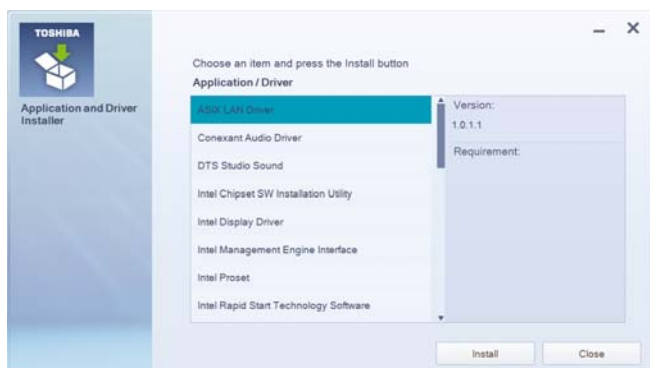 TOSHIBA
Application and Driver
Installer
Choose an item and press the Install button
Application / Driver
ASIX LAN Driver
Conexant Audio Driver
DTS Studio Sound
Intel Chipset SW Installation Utility
Intel Display Driver
Intel Management Engine Interface
Intel Proset
Intel Rapid Start Technology Software
Version:
1.0.1.1
Requirement:
Install
Close